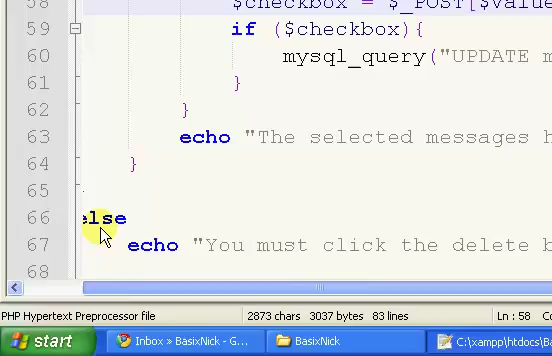 58 $checkbox = $_POST[$value
59 if ($checkbox){
60 mysql_query("UPDATE m
61 }
62 }
63 echo "The selected messages h
64 }
65
66 else
67 echo "You must click the delete b
68
PHP Hypertext Preprocessor file 2873 chars 3037 bytes 83 lines Ln : 58 Co
start Inbox » BasixNick - G... BasixNick C:\xampp\htdocs\Ba